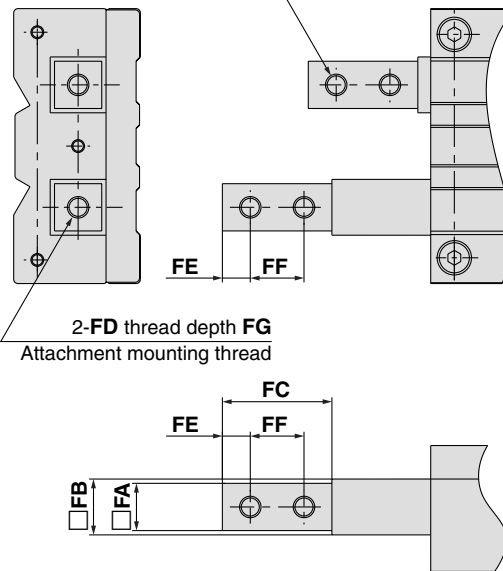 FE
FF
2-FD thread depth FG
Attachment mounting thread
FC
FE
FF
□FB
□FA